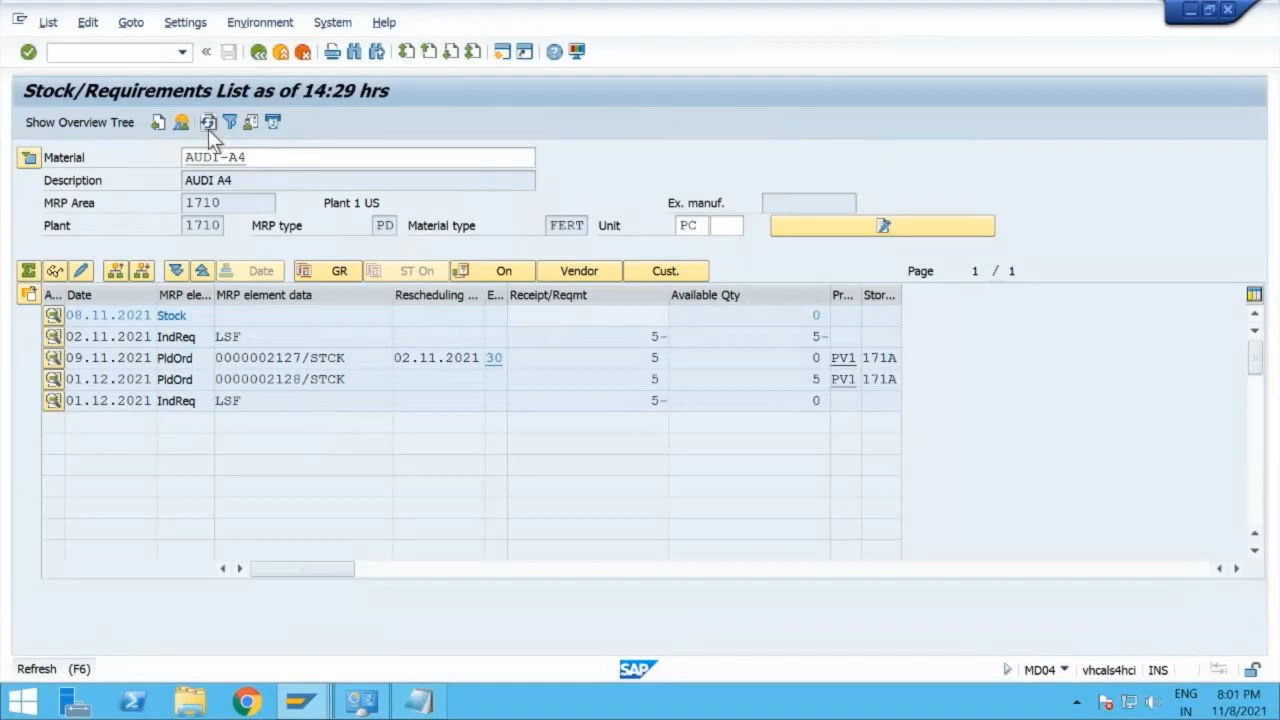 List Edit Goto Settings Environment System Help
Stock/Requirements List as of 14:29 hrs
Show Overview Tree
Material AUDI-A4
Description AUDI A4
MRP Area 1710 Plant 1 US Ex. manuf.
Plant 1710 MRP type PD Material type FERT Unit PC
Date GR ST On On Vendor Cust. Page 1 / 1
A... Date MRP ele... MRP element data Rescheduling ... E... Receipt/Reqmt Available Qty Pr... Stor...
08.11.2021 Stock 0
02.11.2021 IndReq LSF 5- 5-
09.11.2021 PldOrd 0000002127/STCK 02.11.2021 30 5 0 PV1 171A
01.12.2021 PldOrd 0000002128/STCK 5 5 PV1 171A
01.12.2021 IndReq LSF 5- 0
Refresh (F6) SAP MD04 vhcals4hci INS
ENG 8:01 PM
IN 11/8/2021